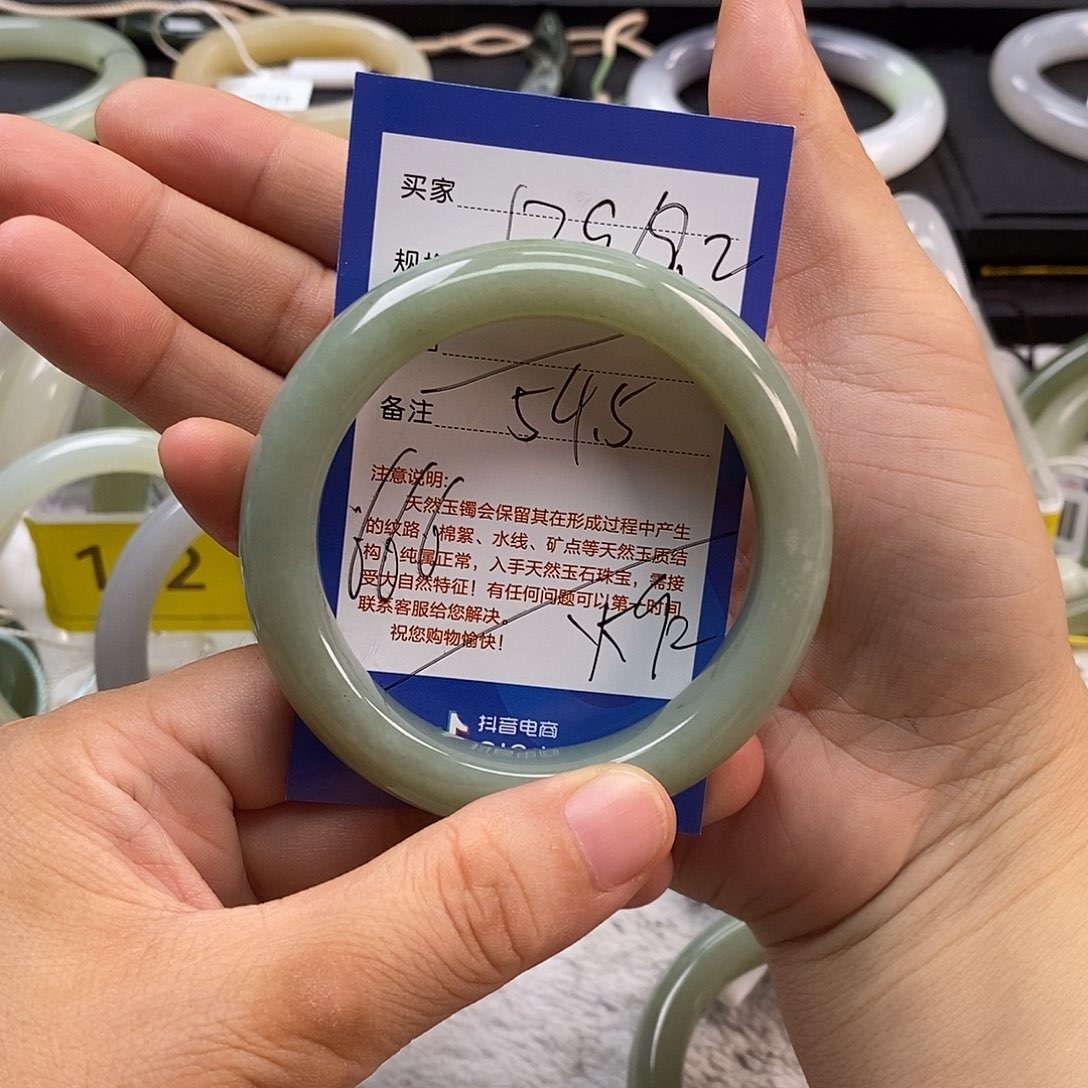 买家
规格
54.5
备注
注意说明:
天然玉镯会保留其在形成过程中产生
的纹路、棉絮、水线、矿点等天然玉质结
构，纯属正常，入手天然玉石珠宝，需接
受大自然特征！有任何问题可以第一时间
联系客服给您解决。
祝您购物愉快！
666
抖音电商